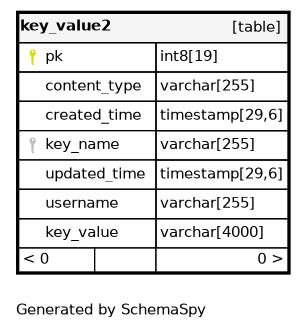 key_value2 [table]
pk int8[19]
content_type varchar[255]
created_time timestamp[29,6]
key_name varchar[255]
updated_time timestamp[29,6]
username varchar[255]
key_value varchar[4000]
< 0 0 >
Generated by SchemaSpy